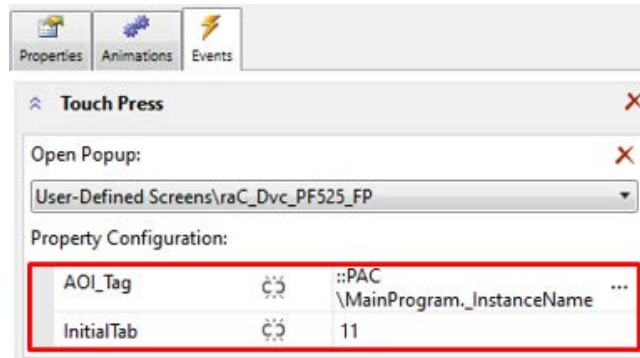 Properties Animations Events
Touch Press
Open Popup:
User-Defined Screens\raC_Dvc_PF525_FP
Property Configuration:
AOI_Tag ::PAC ...
\MainProgram._InstanceName
InitialTab 11